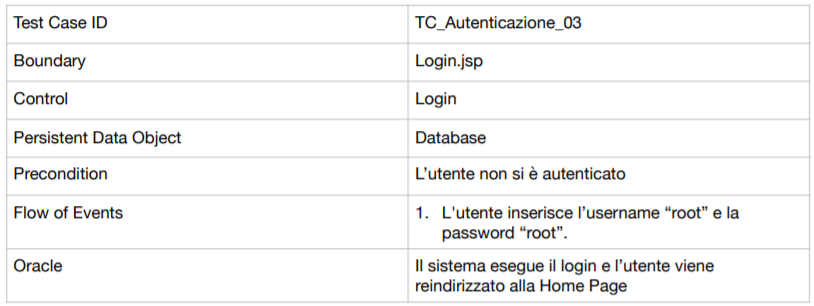 Test Case ID TC_Autenticazione_03
Boundary Login.jsp
Control Login
Persistent Data Object Database
Precondition L’utente non si è autenticato
Flow of Events 1. L'utente inserisce l’username “root” e la
password “root”.
Oracle Il sistema esegue il login e l’utente viene
reindirizzato alla Home Page